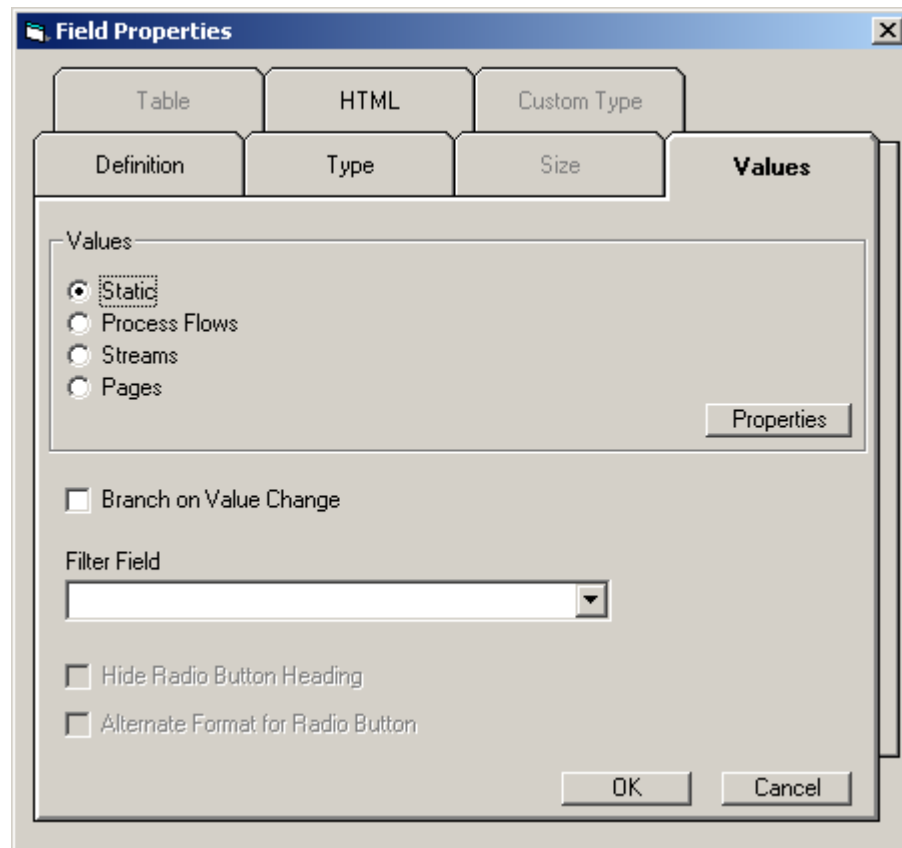 Field Properties
Table HTML Custom Type
Definition Type Size Values
Values
Static
Process Flows
Streams
Pages
Properties
Branch on Value Change
Filter Field
Hide Radio Button Heading
Alternate Format for Radio Button
OK Cancel